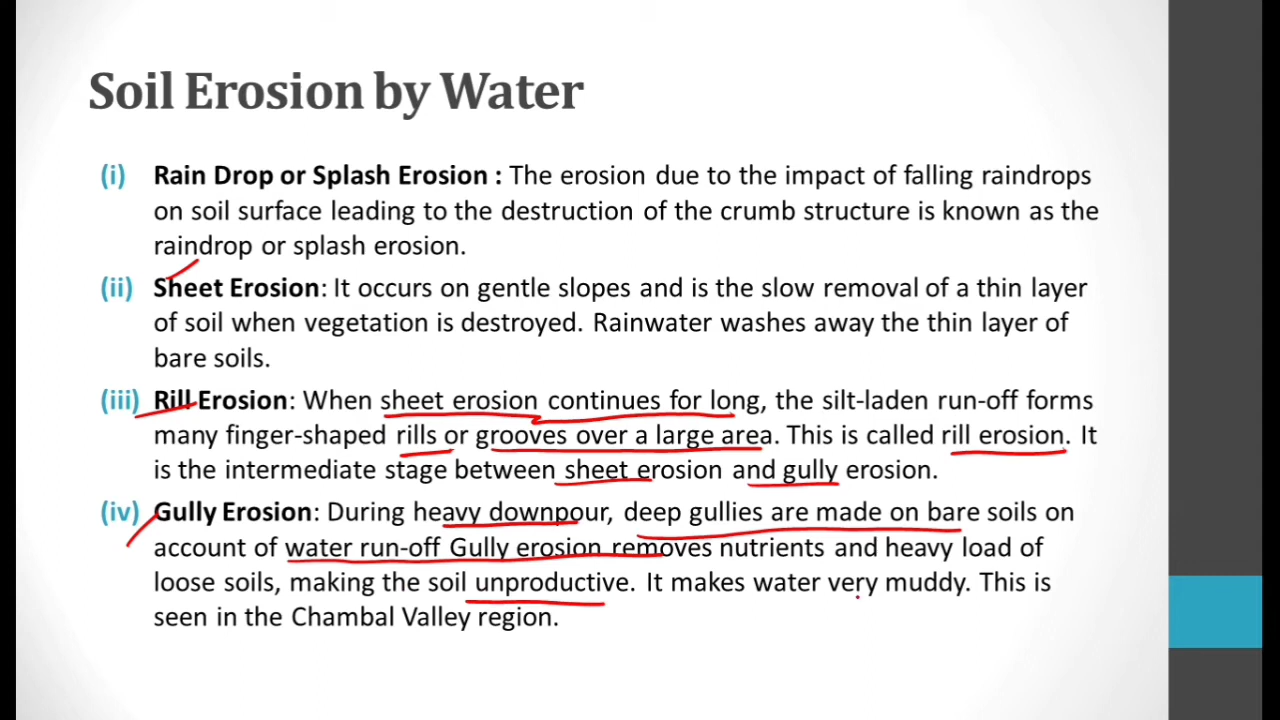 Soil Erosion by Water
(i) Rain Drop or Splash Erosion : The erosion due to the impact of falling raindrops
on soil surface leading to the destruction of the crumb structure is known as the
raindrop or splash erosion.
(ii) Sheet Erosion: It occurs on gentle slopes and is the slow removal of a thin layer
of soil when vegetation is destroyed. Rainwater washes away the thin layer of
bare soils.
(iii) Rill Erosion: When sheet erosion continues for long, the silt-laden run-off forms
many finger-shaped rills or grooves over a large area. This is called rill erosion. It
is the intermediate stage between sheet erosion and gully erosion.
(iv) Gully Erosion: During heavy downpour, deep gullies are made on bare soils on
account of water run-off Gully erosion removes nutrients and heavy load of
loose soils, making the soil unproductive. It makes water very muddy. This is
seen in the Chambal Valley region.